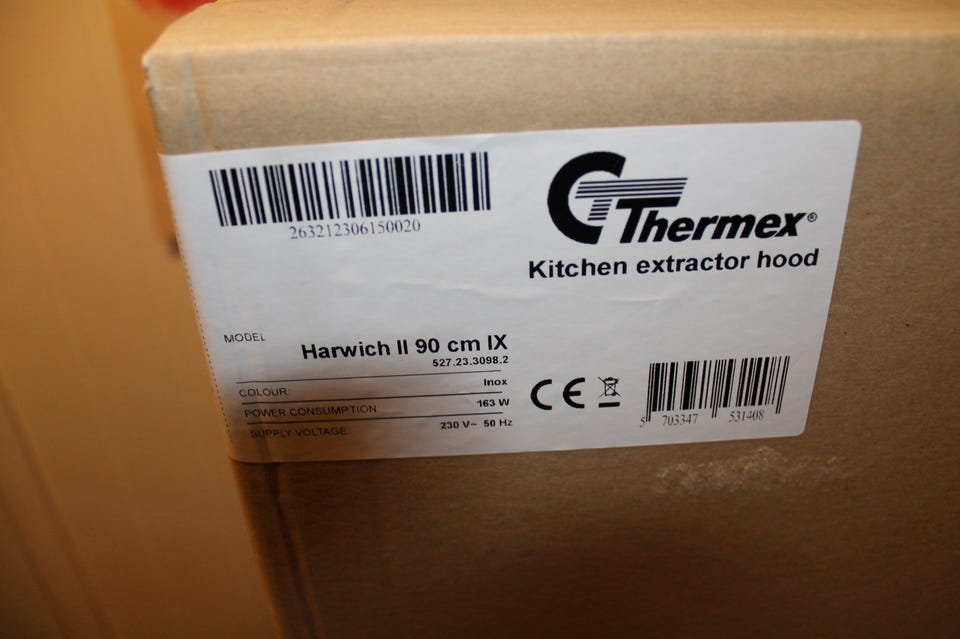 263212306150020
Thermex®
Kitchen extractor hood
MODEL
Harwich II 90 cm IX
527.23.3098.2
COLOUR Inox
POWER CONSUMPTION 163 W
SUPPLY VOLTAGE 230 V~ 50 Hz
CE
5 703347 531408